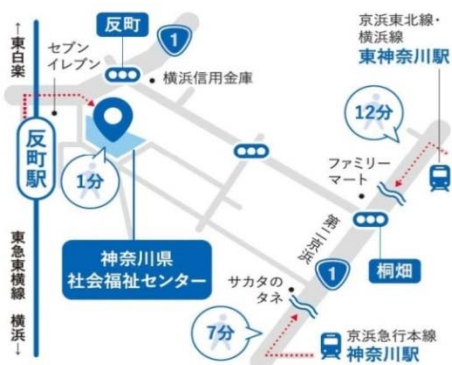 京浜東北線・
横浜線
東神奈川駅
反町
1
←東白楽
セブン
イレブン
横浜信用金庫
12分
反町駅
1分
ファミリー
マート
第二京浜
神奈川県
社会福祉センター
桐畑
1
サカタの
タネ
東急東横線 横浜→
7分
京浜急行本線
神奈川駅